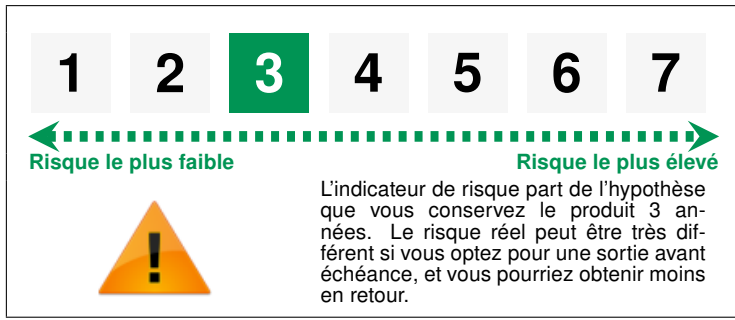 1 2 3 4 5 6 7
Risque le plus faible Risque le plus élevé
L'indicateur de risque part de l'hypothèse
que vous conservez le produit 3 an-
nées. Le risque réel peut être très dif-
férent si vous optez pour une sortie avant
échéance, et vous pourriez obtenir moins
en retour.
!